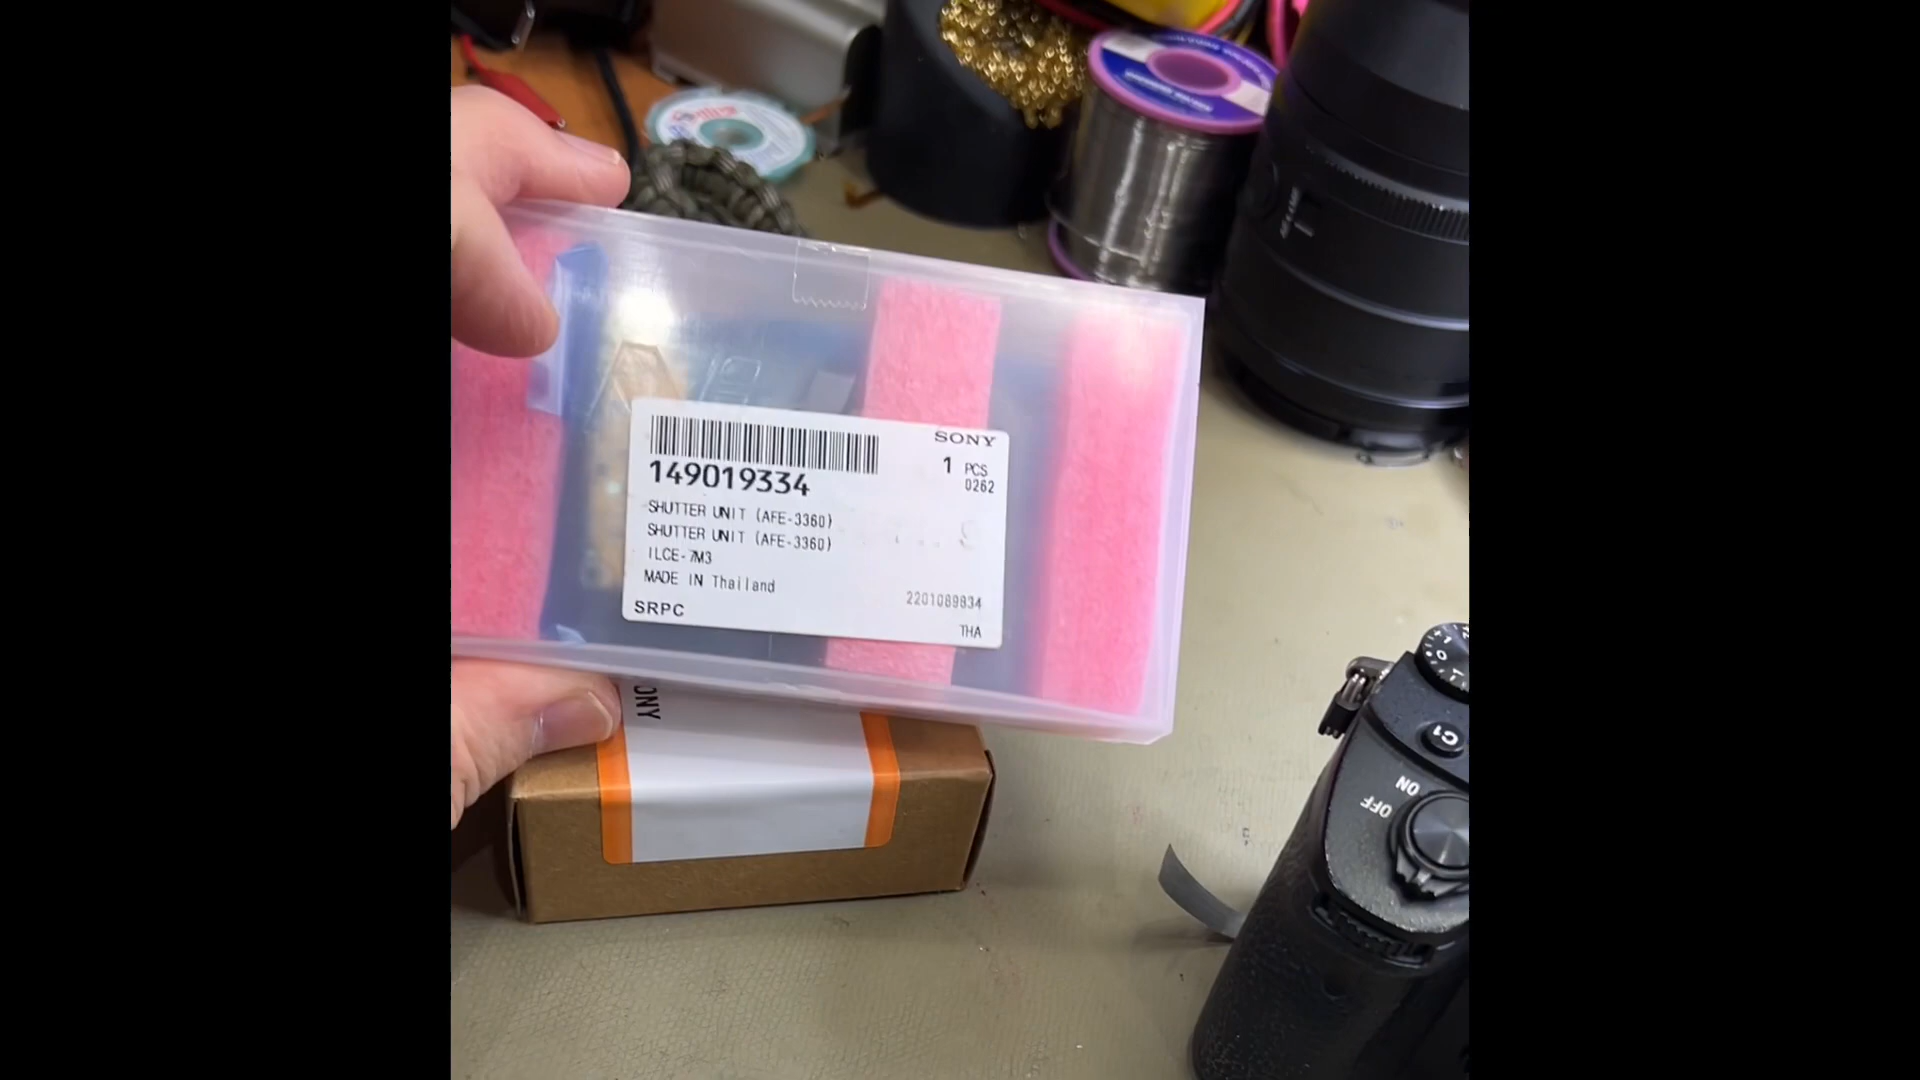 SONY
149019334
1 PCS
0262
SHUTTER UNIT (AFE-3360)
SHUTTER UNIT (AFE-3360)
ILCE-7M3
MADE IN Thailand
2201089834
SRPC
THA
ONY
C1
ON
OFF